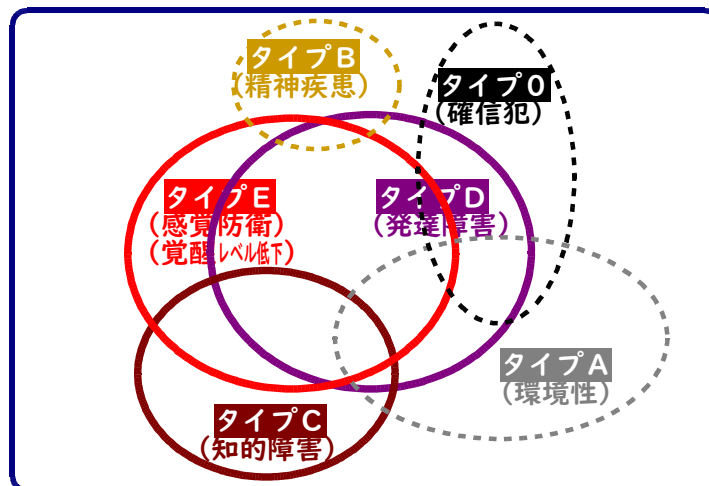 タイプB
(精神疾患)
タイプ0
(確信犯)
タイプE
(感覚防衛)
(覚醒レベル低下)
タイプD
(発達障害)
タイプA
(環境性)
タイプC
(知的障害)